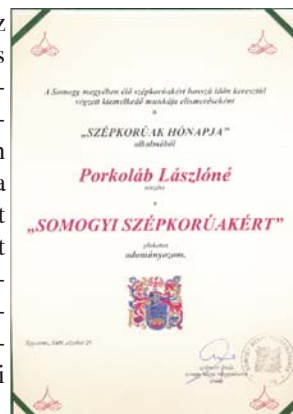 z
s
-
-
n
a
t
t
-
-
-
i
A Somogy megyében élő szépkorúakért hosszú időn keresztül
végzett kiemelkedő munkája elismeréseként
a
„SZÉPKORÚAK HÓNAPJA"
alkalmából
Porkoláb Lászlóné
részére
a
„SOMOGYI SZÉPKORÚAKÉRT"
plakettet
adományozom.